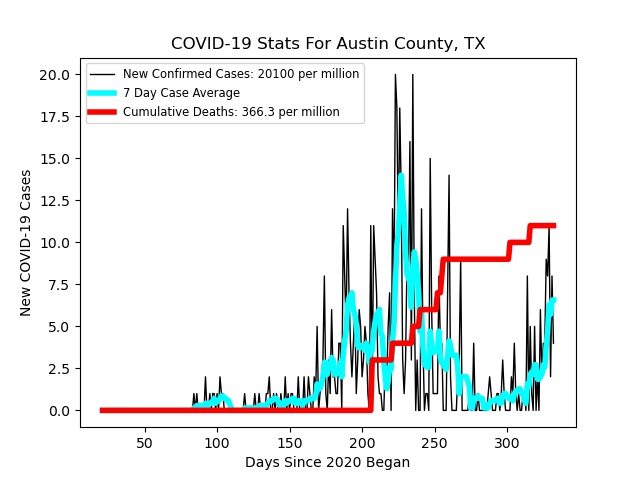 COVID-19 Stats For Austin County, TX
New Confirmed Cases: 20100 per million
7 Day Case Average
Cumulative Deaths: 366.3 per million
New COVID-19 Cases
20.0
17.5
15.0
12.5
10.0
7.5
5.0
2.5
0.0
50 100 150 200 250 300
Days Since 2020 Began